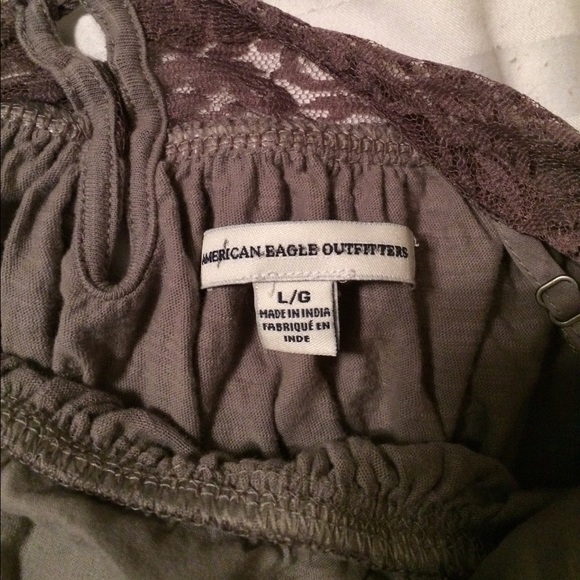 AMERICAN EAGLE OUTFITTERS
L/G
MADE IN INDIA
FABRIQUÉ EN
INDE